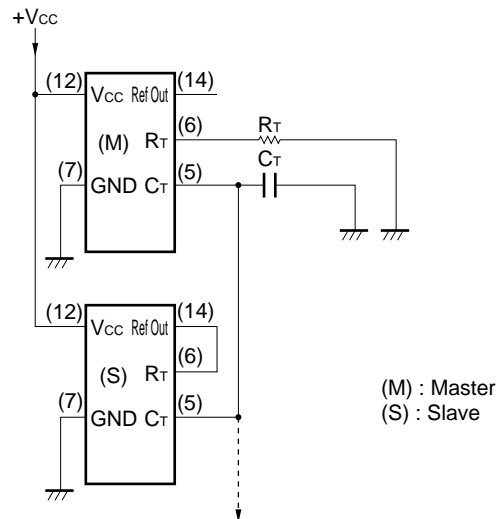 +Vcc
(12)
(14)
Vcc Ref Out
(6)
RT
(M) RT
CT
(7)
(5)
GND CT
(12)
(14)
Vcc Ref Out
(6)
(S) RT
(7)
(5)
GND CT
(M) : Master
(S) : Slave